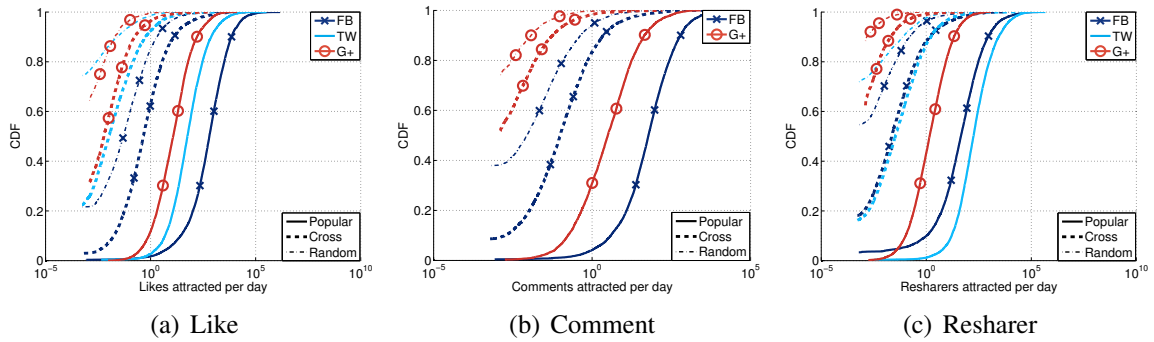 1
0.8
0.6
0.4
0.2
0
CDF
10^-5
10^0
10^5
10^10
Likes attracted per day
FB
TW
G+
Popular
Cross
Random
(a) Like
1
0.8
0.6
0.4
0.2
0
CDF
10^-5
10^0
10^5
Comments attracted per day
FB
G+
Popular
Cross
Random
(b) Comment
1
0.8
0.6
0.4
0.2
0
CDF
10^-5
10^0
10^5
10^10
Resharers attracted per day
FB
TW
G+
Popular
Cross
Random
(c) Resharer